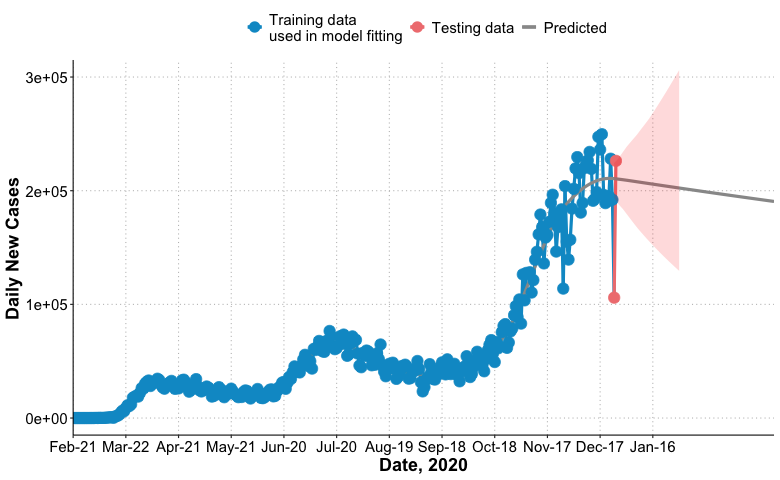 Training data
used in model fitting
Testing data
Predicted
Daily New Cases
3e+05
2e+05
1e+05
0e+00
Feb-21 Mar-22 Apr-21 May-21 Jun-20 Jul-20 Aug-19 Sep-18 Oct-18 Nov-17 Dec-17 Jan-16
Date, 2020